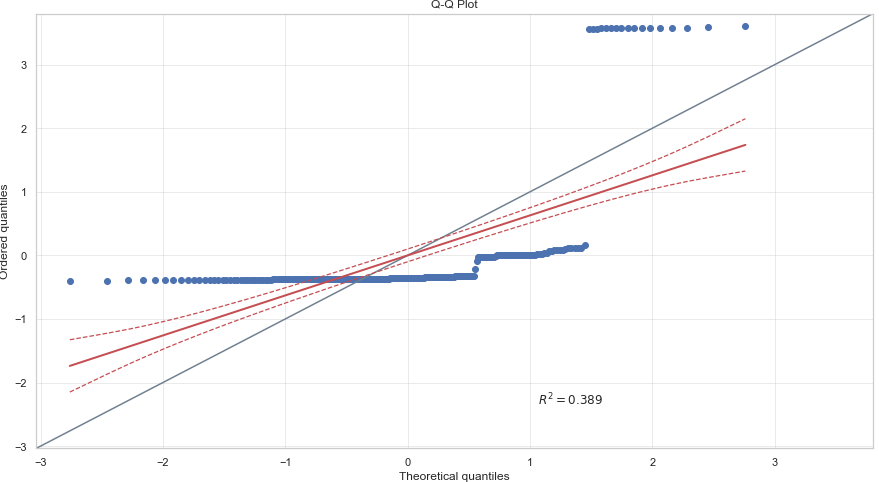 Q-Q Plot
Ordered quantiles
3
2
1
0
−1
−2
−3
R² = 0.389
−3 −2 −1 0 1 2 3
Theoretical quantiles